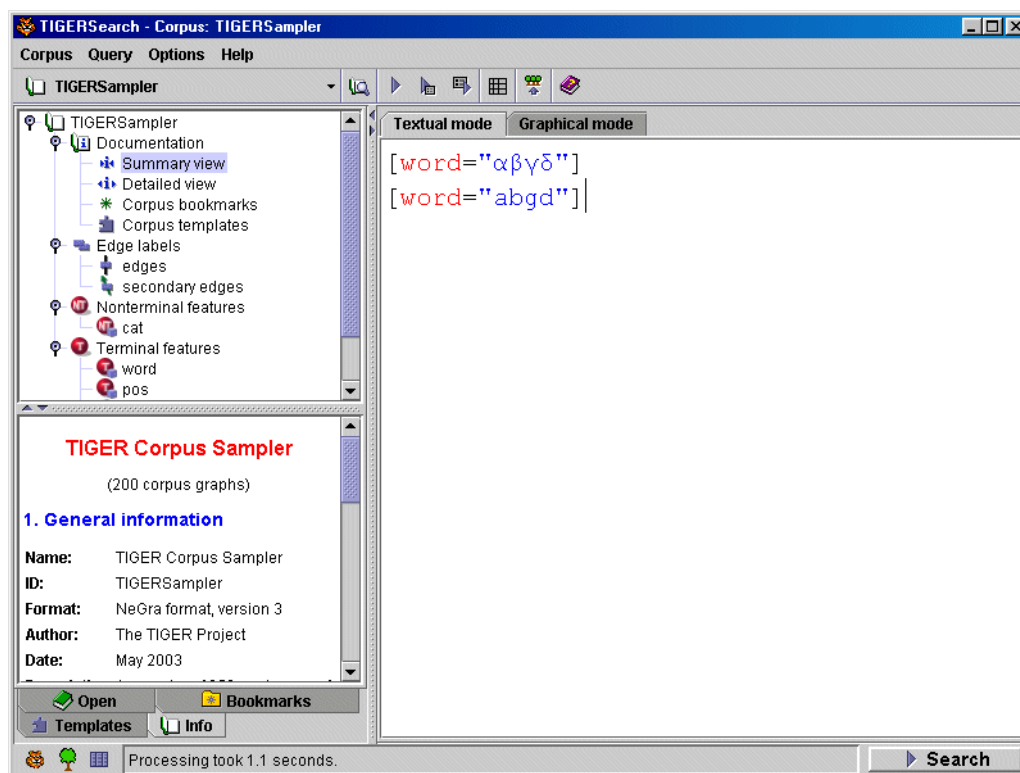 TIGERSearch - Corpus: TIGERSampler
Corpus Query Options Help
TIGERSampler
TIGERSampler
Documentation
Summary view
Detailed view
Corpus bookmarks
Corpus templates
Edge labels
edges
secondary edges
Nonterminal features
cat
Terminal features
word
pos
TIGER Corpus Sampler
(200 corpus graphs)
1. General information
Name: TIGER Corpus Sampler
ID: TIGERSampler
Format: NeGra format, version 3
Author: The TIGER Project
Date: May 2003
Open Bookmarks
Templates Info
Textual mode Graphical mode
[word="αβγδ"]
[word="abgd"]
Processing took 1.1 seconds.
Search